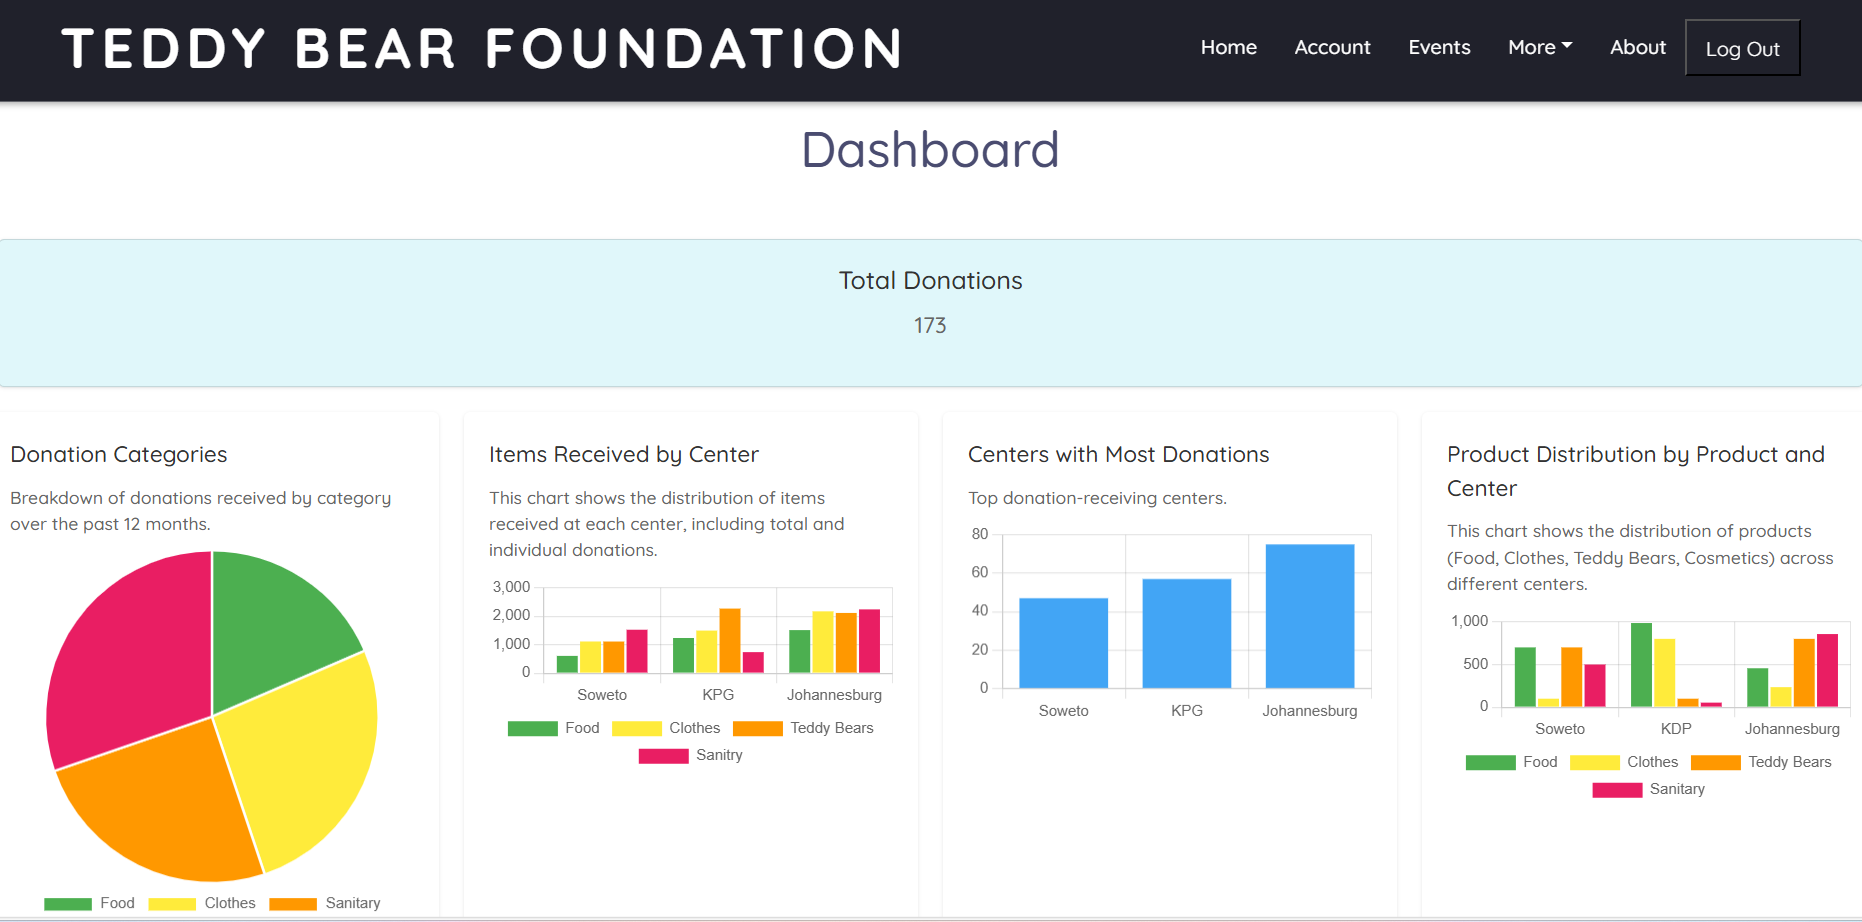 TEDDY BEAR FOUNDATION
Home Account Events More About Log Out
Dashboard
Total Donations
173
Donation Categories
Breakdown of donations received by category
over the past 12 months.
Food Clothes Sanitary
Items Received by Center
This chart shows the distribution of items
received at each center, including total and
individual donations.
3,000
2,000
1,000
0
Soweto KPG Johannesburg
Food Clothes Teddy Bears
Sanitry
Centers with Most Donations
Top donation-receiving centers.
80
60
40
20
0
Soweto KPG Johannesburg
Product Distribution by Product and
Center
This chart shows the distribution of products
(Food, Clothes, Teddy Bears, Cosmetics) across
different centers.
1,000
500
0
Soweto KDP Johannesburg
Food Clothes Teddy Bears
Sanitary